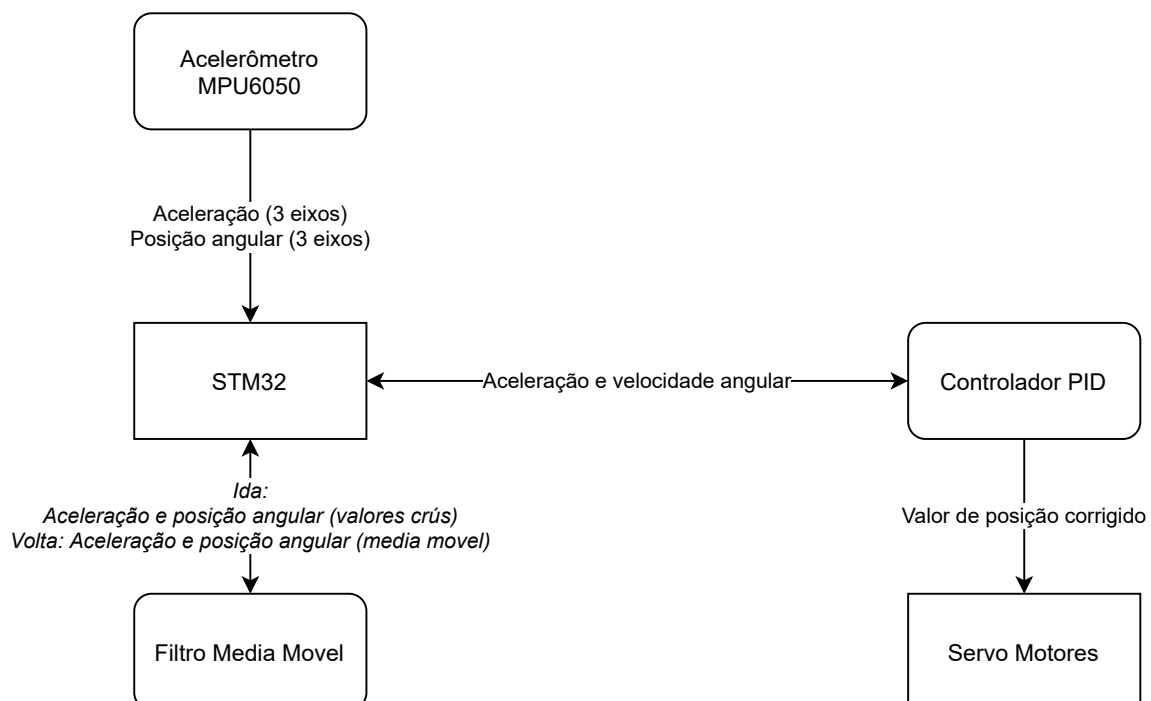 Acelerômetro
MPU6050
Aceleração (3 eixos)
Posição angular (3 eixos)
STM32
Aceleração e velocidade angular
Controlador PID
Ida:
Aceleração e posição angular (valores crús)
Volta: Aceleração e posição angular (media movel)
Valor de posição corrigido
Filtro Media Movel
Servo Motores